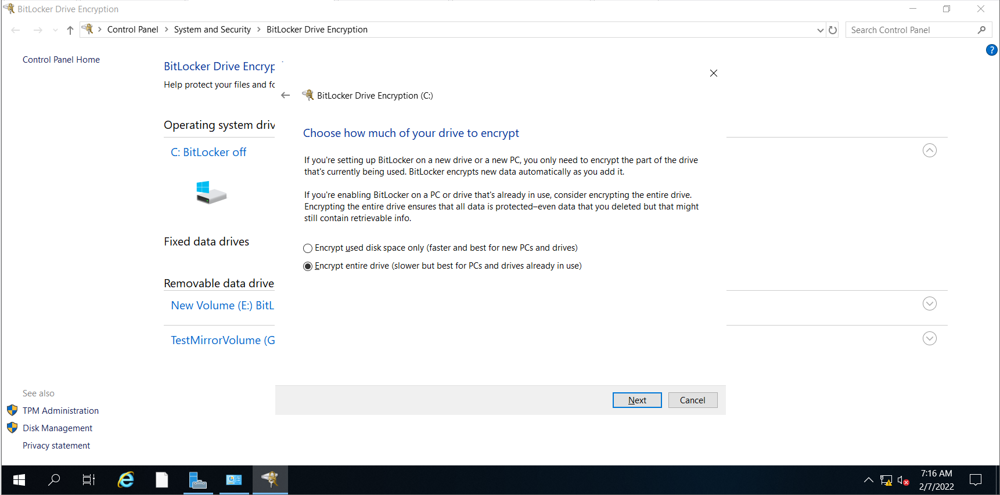 BitLocker Drive Encryption
Control Panel > System and Security > BitLocker Drive Encryption
Search Control Panel
?
Control Panel Home
BitLocker Drive Encryp
Help protect your files and fo
Operating system driv
C: BitLocker off
Fixed data drives
Removable data drive
New Volume (E:) BitL
TestMirrorVolume (G
See also
TPM Administration
Disk Management
Privacy statement
BitLocker Drive Encryption (C:)
Choose how much of your drive to encrypt
If you're setting up BitLocker on a new drive or a new PC, you only need to encrypt the part of the drive
that's currently being used. BitLocker encrypts new data automatically as you add it.
If you're enabling BitLocker on a PC or drive that's already in use, consider encrypting the entire drive.
Encrypting the entire drive ensures that all data is protected–even data that you deleted but that might
still contain retrievable info.
Encrypt used disk space only (faster and best for new PCs and drives)
Encrypt entire drive (slower but best for PCs and drives already in use)
Next
Cancel
7:16 AM
2/7/2022